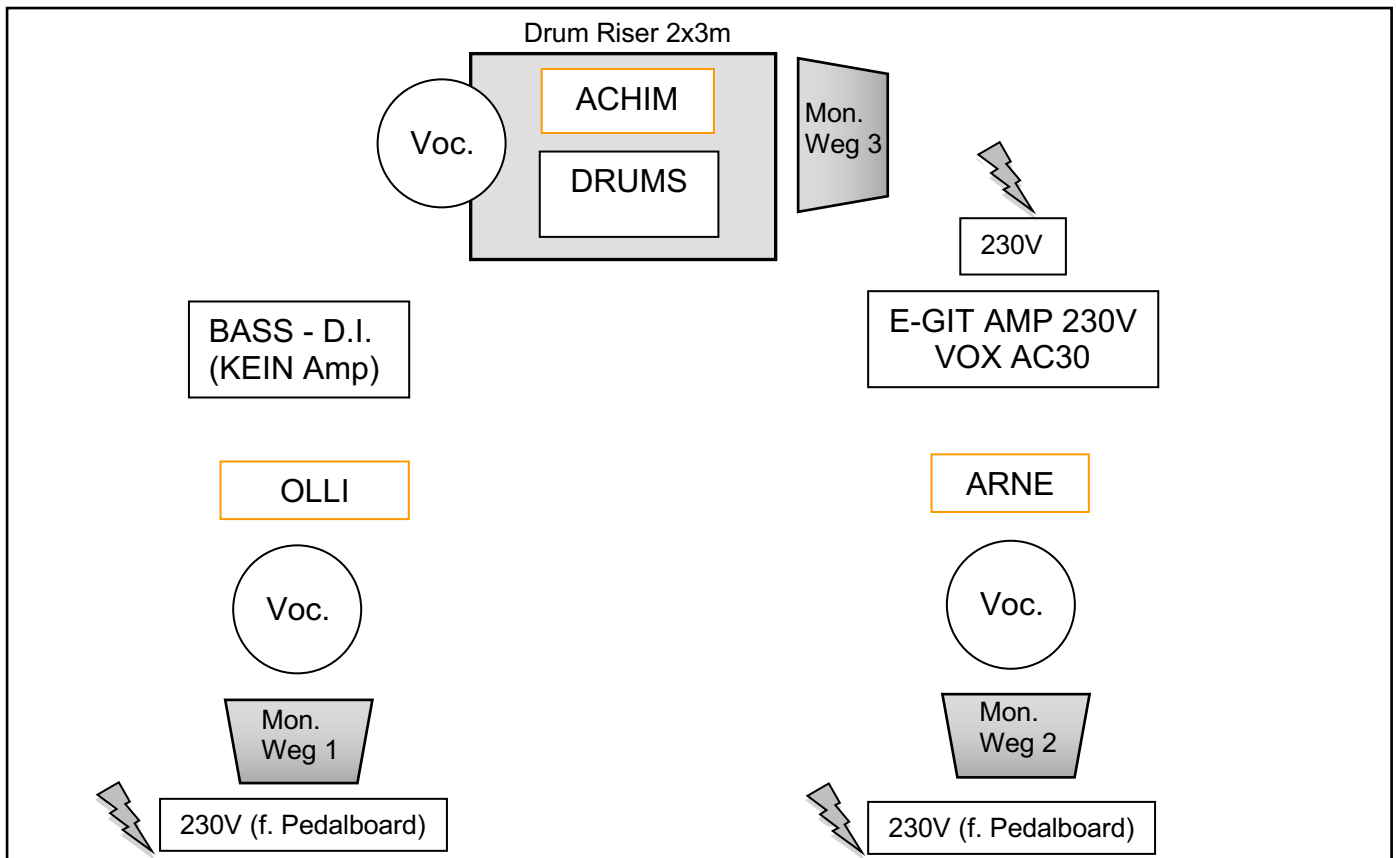 Drum Riser 2x3m
Voc.
ACHIM
DRUMS
Mon.
Weg 3
230V
BASS - D.I.
(KEIN Amp)
E-GIT AMP 230V
VOX AC30
OLLI
ARNE
Voc.
Voc.
Mon.
Weg 1
Mon.
Weg 2
230V (f. Pedalboard)
230V (f. Pedalboard)